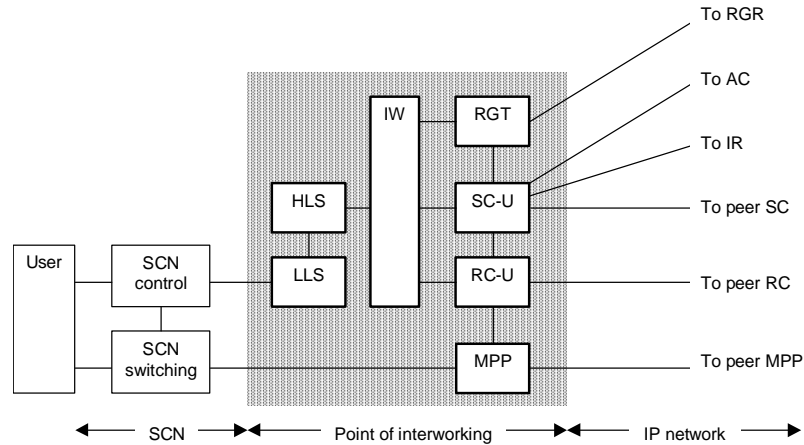 To RGR
To AC
To IR
To peer SC
To peer RC
To peer MPP
IW
RGT
HLS
SC-U
User
SCN
control
LLS
RC-U
SCN
switching
MPP
SCN
Point of interworking
IP network